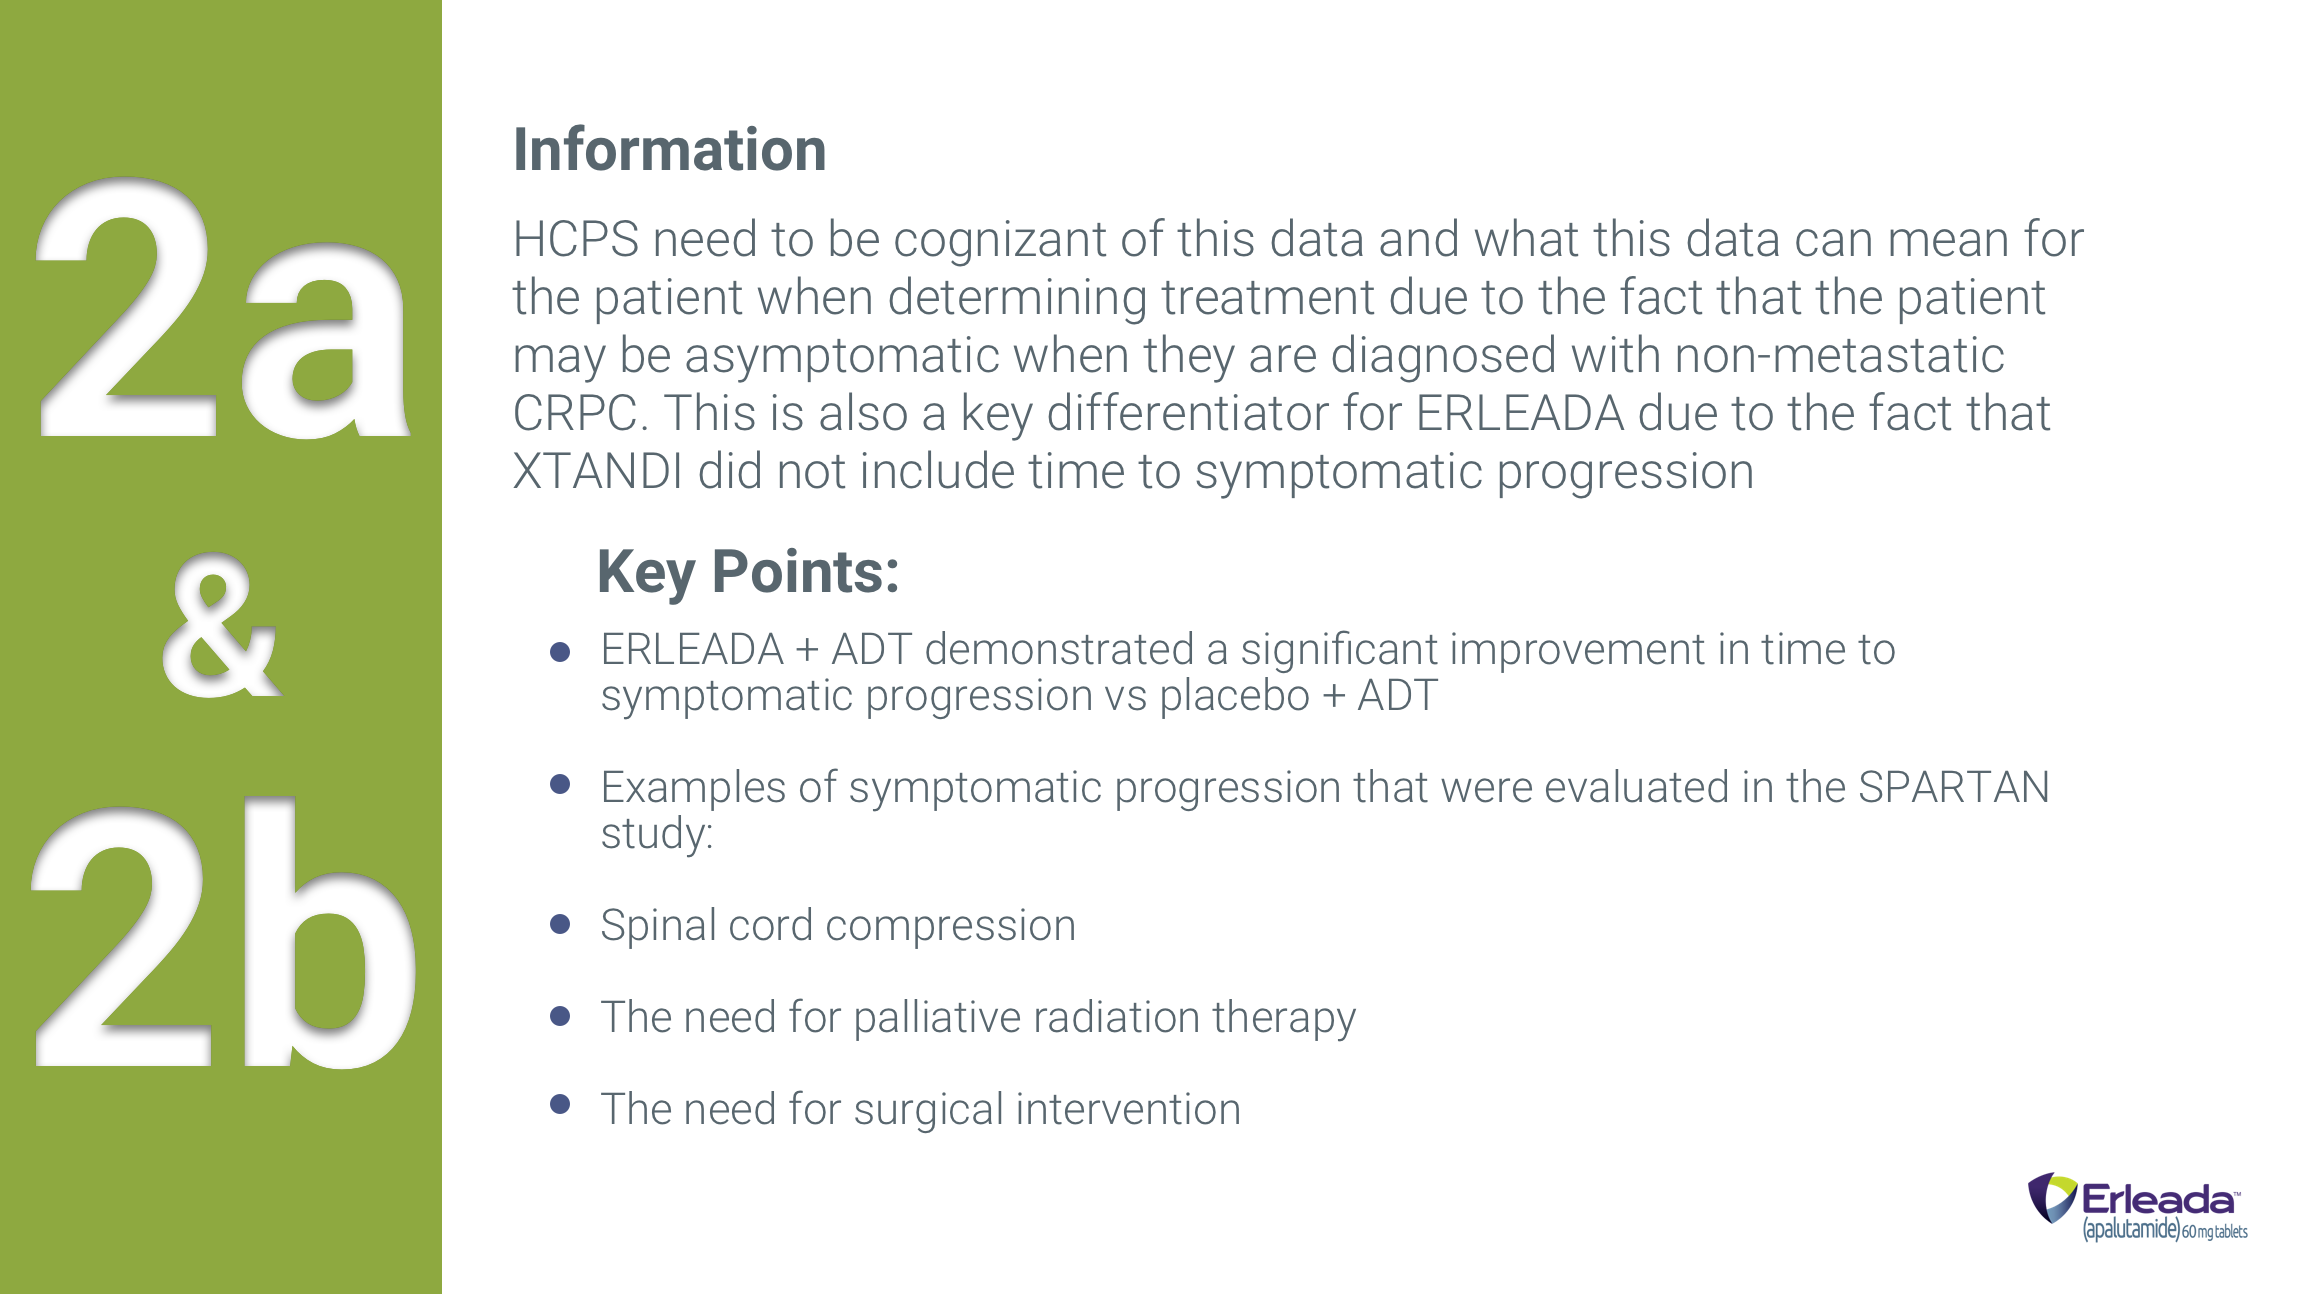 2a
&
2b
Information
HCPS need to be cognizant of this data and what this data can mean for
the patient when determining treatment due to the fact that the patient
may be asymptomatic when they are diagnosed with non-metastatic
CRPC. This is also a key differentiator for ERLEADA due to the fact that
XTANDI did not include time to symptomatic progression
Key Points:
● ERLEADA + ADT demonstrated a significant improvement in time to
symptomatic progression vs placebo + ADT
● Examples of symptomatic progression that were evaluated in the SPARTAN
study:
● Spinal cord compression
● The need for palliative radiation therapy
● The need for surgical intervention
Erleada™
(apalutamide) 60 mg tablets